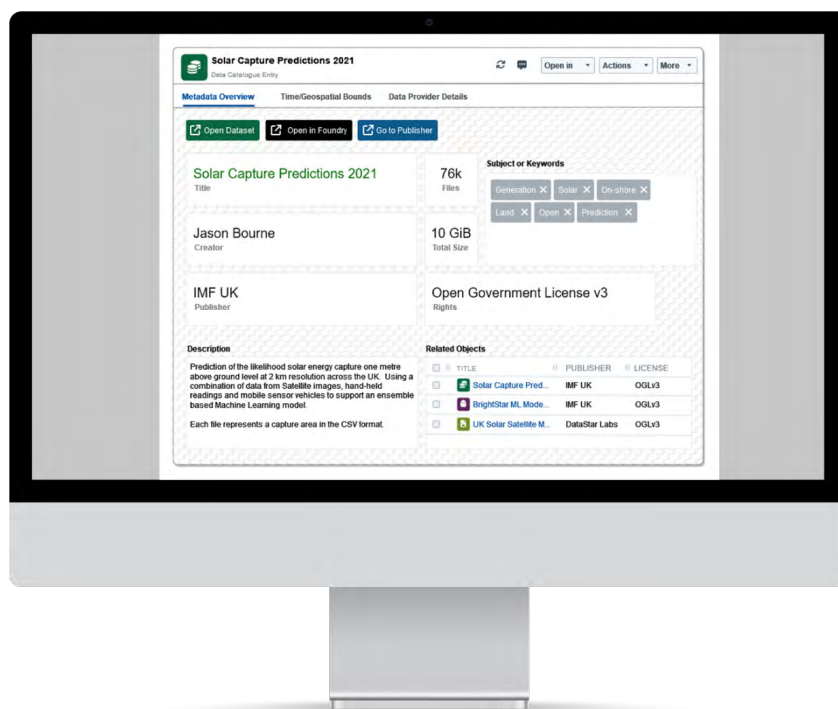 Solar Capture Predictions 2021
Data Catalogue Entry
Open in
Actions
More
Metadata Overview
Time/Geospatial Bounds
Data Provider Details
Open Dataset
Open in Foundry
Go to Publisher
Solar Capture Predictions 2021
Title
76k
Files
Subject or Keywords
Generation X
Solar X
On-shore X
Land X
Open X
Prediction X
Jason Bourne
Creator
10 GiB
Total Size
IMF UK
Publisher
Open Government License v3
Rights
Description
Prediction of the likelihood solar energy capture one metre
above ground level at 2 km resolution across the UK. Using a
combination of data from Satellite images, hand-held
readings and mobile sensor vehicles to support an ensemble
based Machine Learning model.
Each file represents a capture area in the CSV format.
Related Objects
TITLE PUBLISHER LICENSE
Solar Capture Pred... IMF UK OGLv3
BrightStar ML Mode... IMF UK OGLv3
UK Solar Satellite M... DataStar Labs OGLv3